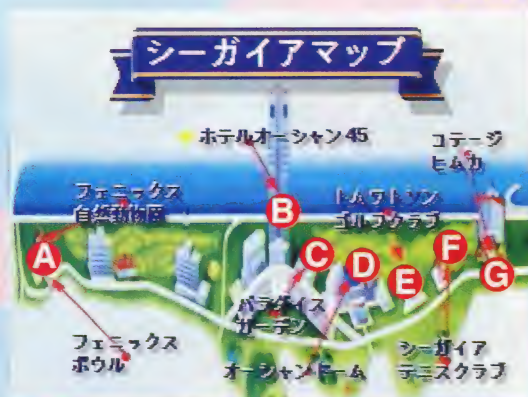 シーガイアマップ
ホテルオーシャン45
コテージ
ヒムカ
フェニックス
自然動物園
トムワトソン
ゴルフクラブ
A
B
C
D
E
F
G
パラダイス
ガーデン
フェニックス
ボウル
オーシャンドーム
シーガイア
テニスクラブ